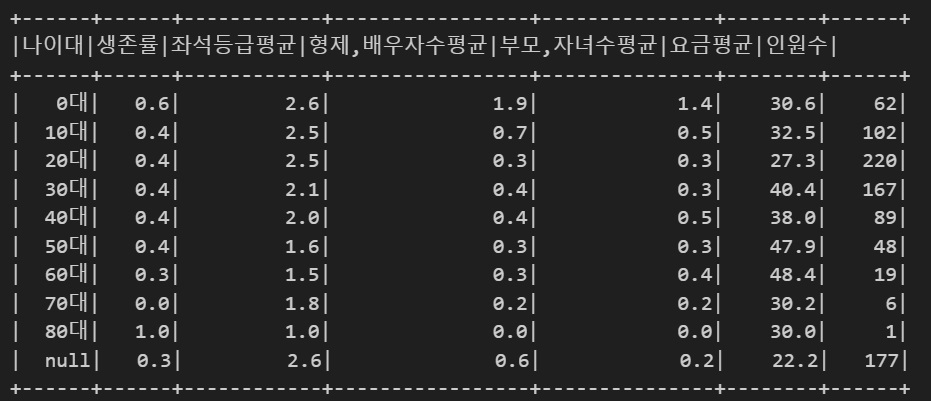 +------+------+------------+-----------------+---------------+--------+------+
|나이대|생존률|좌석등급평균|형제,배우자수평균|부모,자녀수평균|요금평균|인원수|
+------+------+------------+-----------------+---------------+--------+------+
|   0대|   0.6|         2.6|              1.9|            1.4|    30.6|    62|
|  10대|   0.4|         2.5|              0.7|            0.5|    32.5|   102|
|  20대|   0.4|         2.5|              0.3|            0.3|    27.3|   220|
|  30대|   0.4|         2.1|              0.4|            0.3|    40.4|   167|
|  40대|   0.4|         2.0|              0.4|            0.5|    38.0|    89|
|  50대|   0.4|         1.6|              0.3|            0.3|    47.9|    48|
|  60대|   0.3|         1.5|              0.3|            0.4|    48.4|    19|
|  70대|   0.0|         1.8|              0.2|            0.2|    30.2|     6|
|  80대|   1.0|         1.0|              0.0|            0.0|    30.0|     1|
|  null|   0.3|         2.6|              0.6|            0.2|    22.2|   177|
+------+------+------------+-----------------+---------------+--------+------+